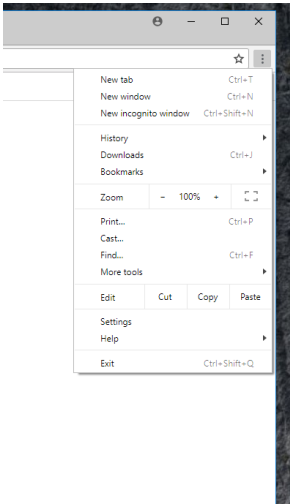 New tab Ctrl+T
New window Ctrl+N
New incognito window Ctrl+Shift+N
History
Downloads Ctrl+J
Bookmarks
Zoom - 100% +
Print... Ctrl+P
Cast...
Find... Ctrl+F
More tools
Edit Cut Copy Paste
Settings
Help
Exit Ctrl+Shift+Q